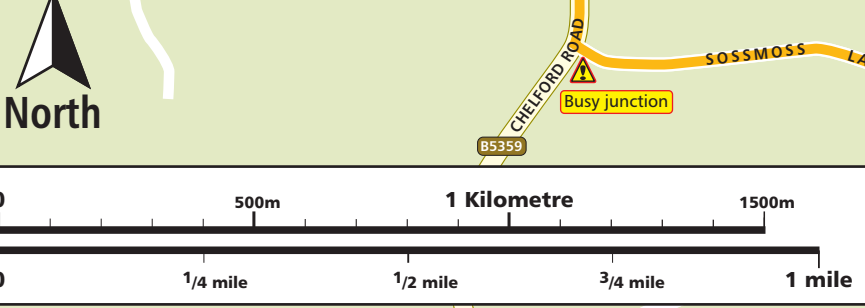 CHELFORD ROAD
SOSSMOSS LA
North
Busy junction
B5359
0 500m 1 Kilometre 1500m
0 1/4 mile 1/2 mile 3/4 mile 1 mile